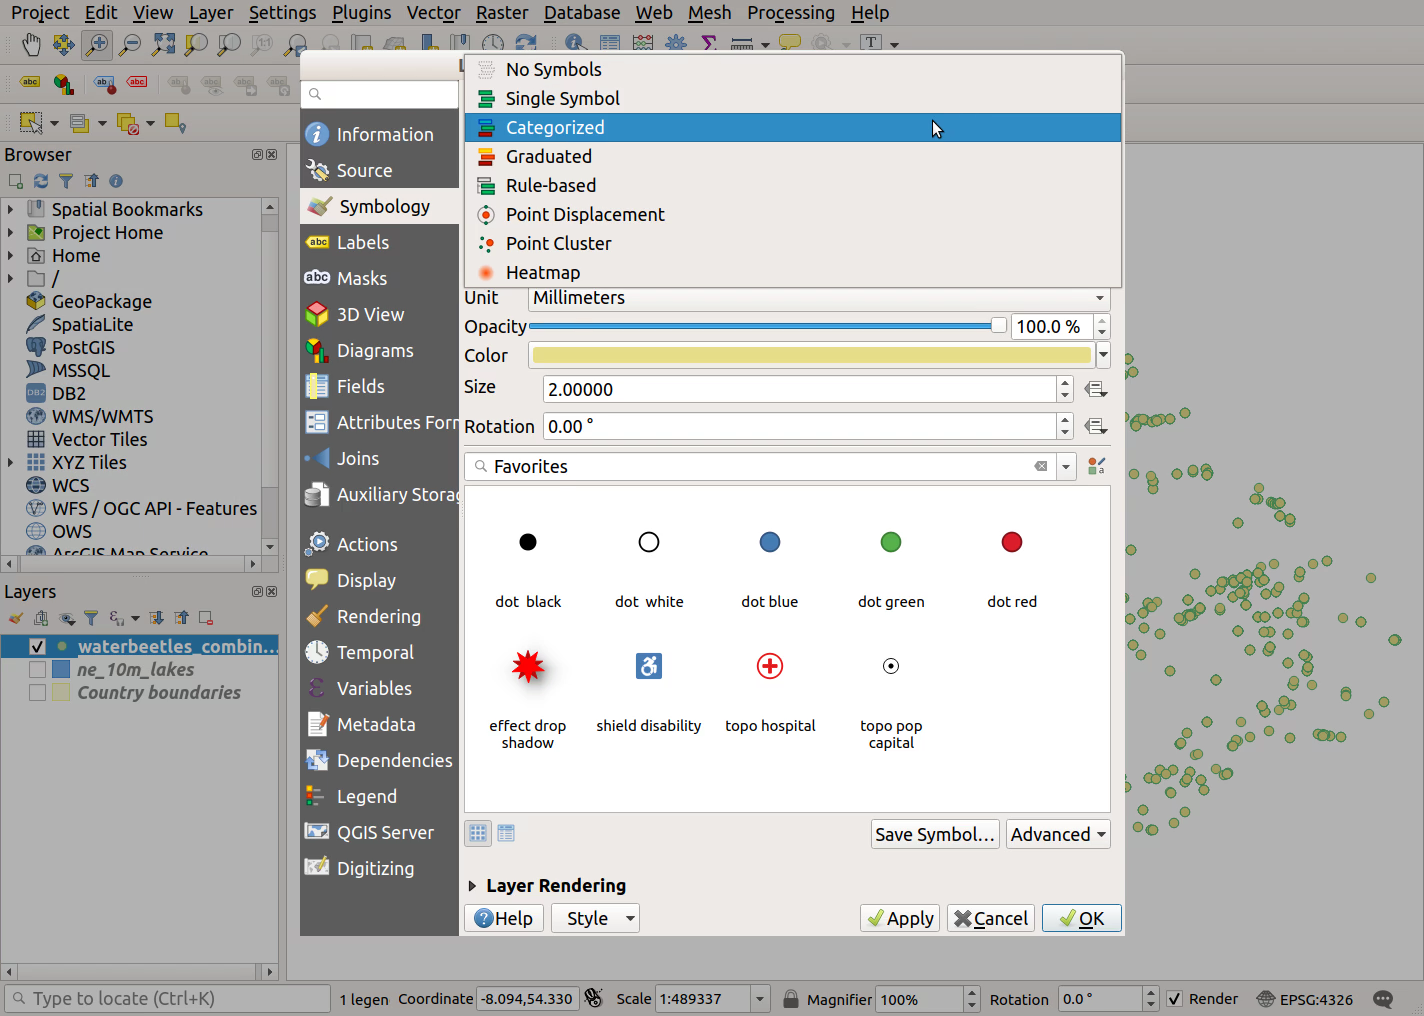 Project Edit View Layer Settings Plugins Vector Raster Database Web Mesh Processing Help
No Symbols
Single Symbol
Categorized
Graduated
Rule-based
Point Displacement
Point Cluster
Heatmap
Information
Source
Symbology
Labels
Masks
3D View
Diagrams
Fields
Attributes Forr
Joins
Auxiliary Storag
Actions
Display
Rendering
Temporal
Variables
Metadata
Dependencies
Legend
QGIS Server
Digitizing
Browser
Spatial Bookmarks
Project Home
Home
/
GeoPackage
SpatiaLite
PostGIS
MSSQL
DB2
WMS/WMTS
Vector Tiles
XYZ Tiles
WCS
WFS / OGC API - Features
OWS
ArcGIS Map Service
Layers
waterbeetles_combin...
ne_10m_lakes
Country boundaries
Unit Millimeters
Opacity 100.0 %
Color
Size 2.00000
Rotation 0.00 °
Favorites
dot black dot white dot blue dot green dot red
effect drop shadow shield disability topo hospital topo pop capital
Save Symbol... Advanced
Layer Rendering
Help Style Apply Cancel OK
Type to locate (Ctrl+K) 1 legen Coordinate -8.094,54.330 Scale 1:489337 Magnifier 100% Rotation 0.0 ° Render EPSG:4326